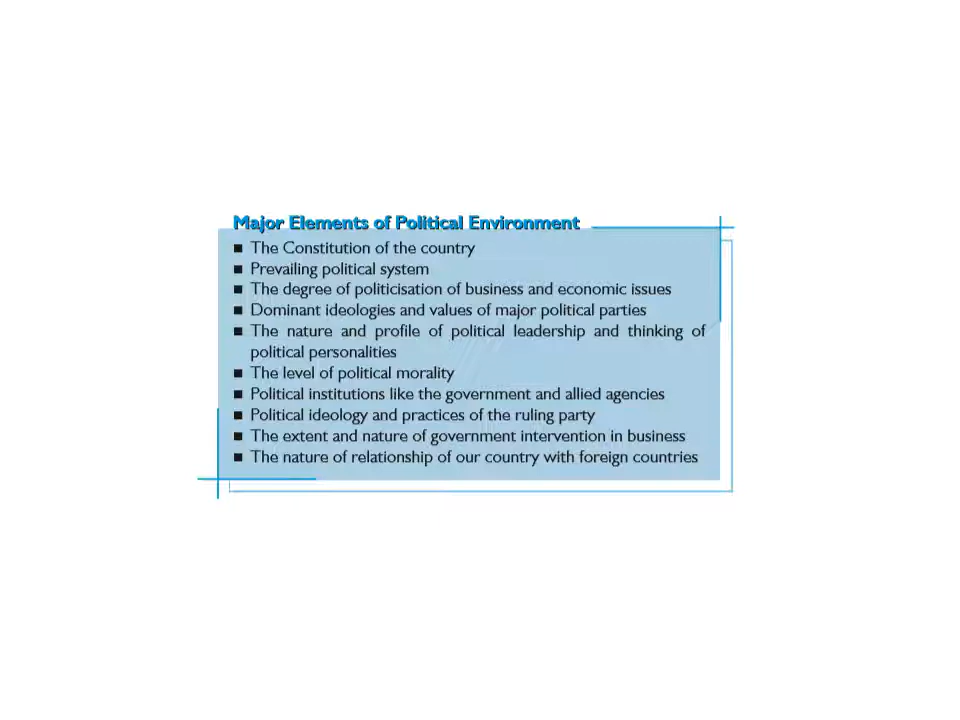 Major Elements of Political Environment
■ The Constitution of the country
■ Prevailing political system
■ The degree of politicisation of business and economic issues
■ Dominant ideologies and values of major political parties
■ The nature and profile of political leadership and thinking of
political personalities
■ The level of political morality
■ Political institutions like the government and allied agencies
■ Political ideology and practices of the ruling party
■ The extent and nature of government intervention in business
■ The nature of relationship of our country with foreign countries